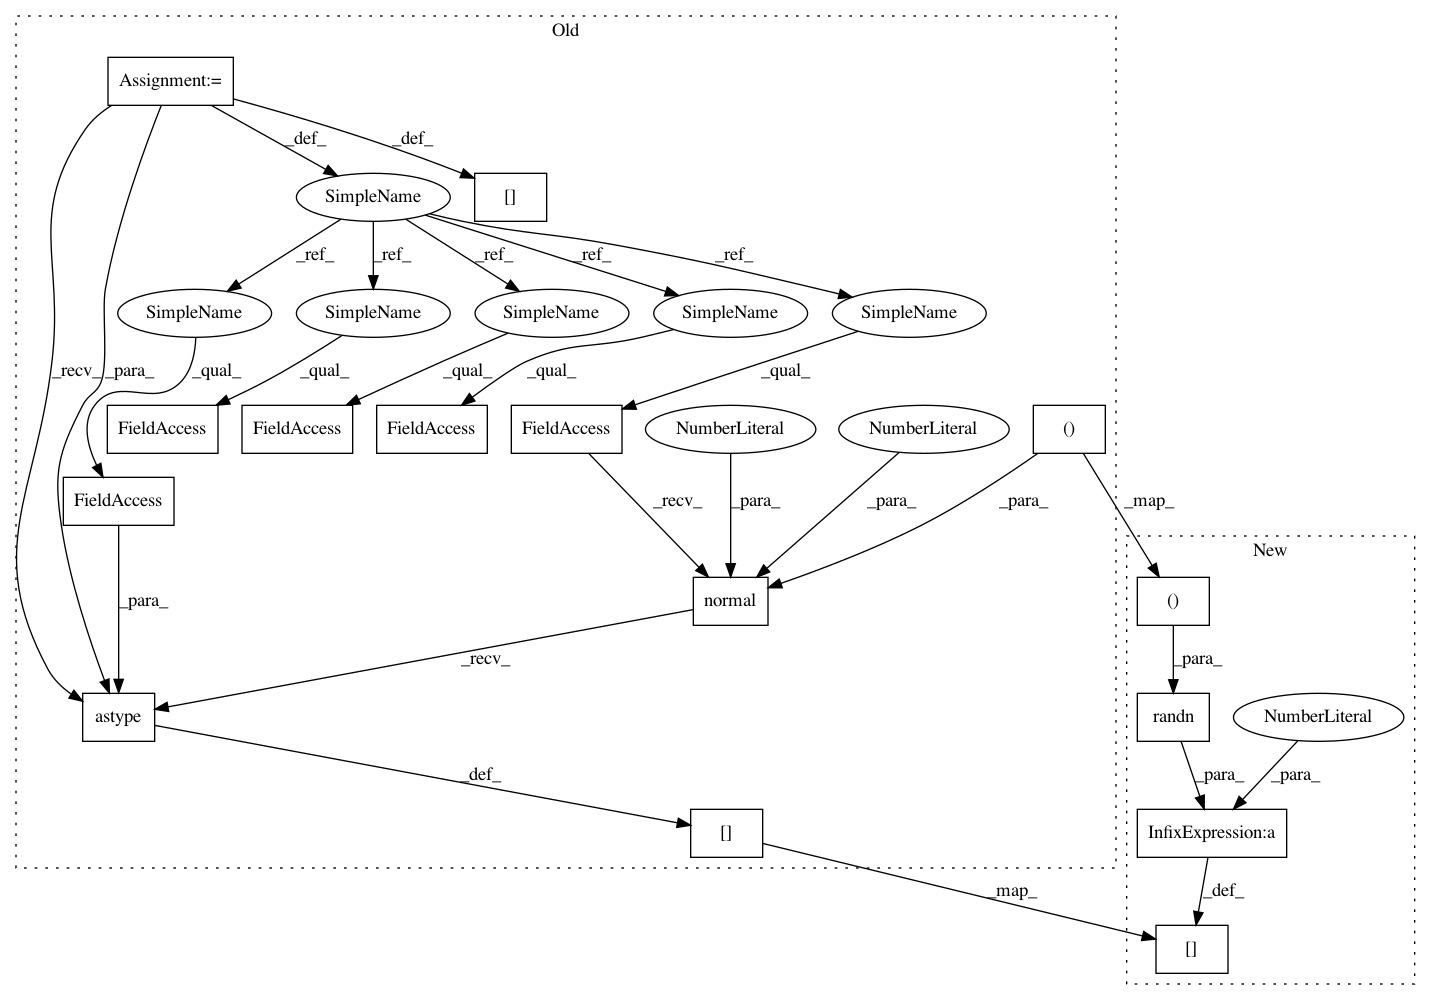 Old
Assignment:=
_def_
_def_
SimpleName
[]
_ref_
_ref_
_ref_
_ref_
_ref_
SimpleName
SimpleName
SimpleName
SimpleName
SimpleName
_recv_
_para_
_qual_
_qual_
_qual_
_qual_
_qual_
FieldAccess
FieldAccess
FieldAccess
FieldAccess
NumberLiteral
NumberLiteral
()
FieldAccess
_recv_
_para_
_para_
_para_
_map_
New
_para_
normal
()
_recv_
_para_
astype
randn
NumberLiteral
_def_
_para_
_para_
[]
InfixExpression:a
_map_
_def_
[]